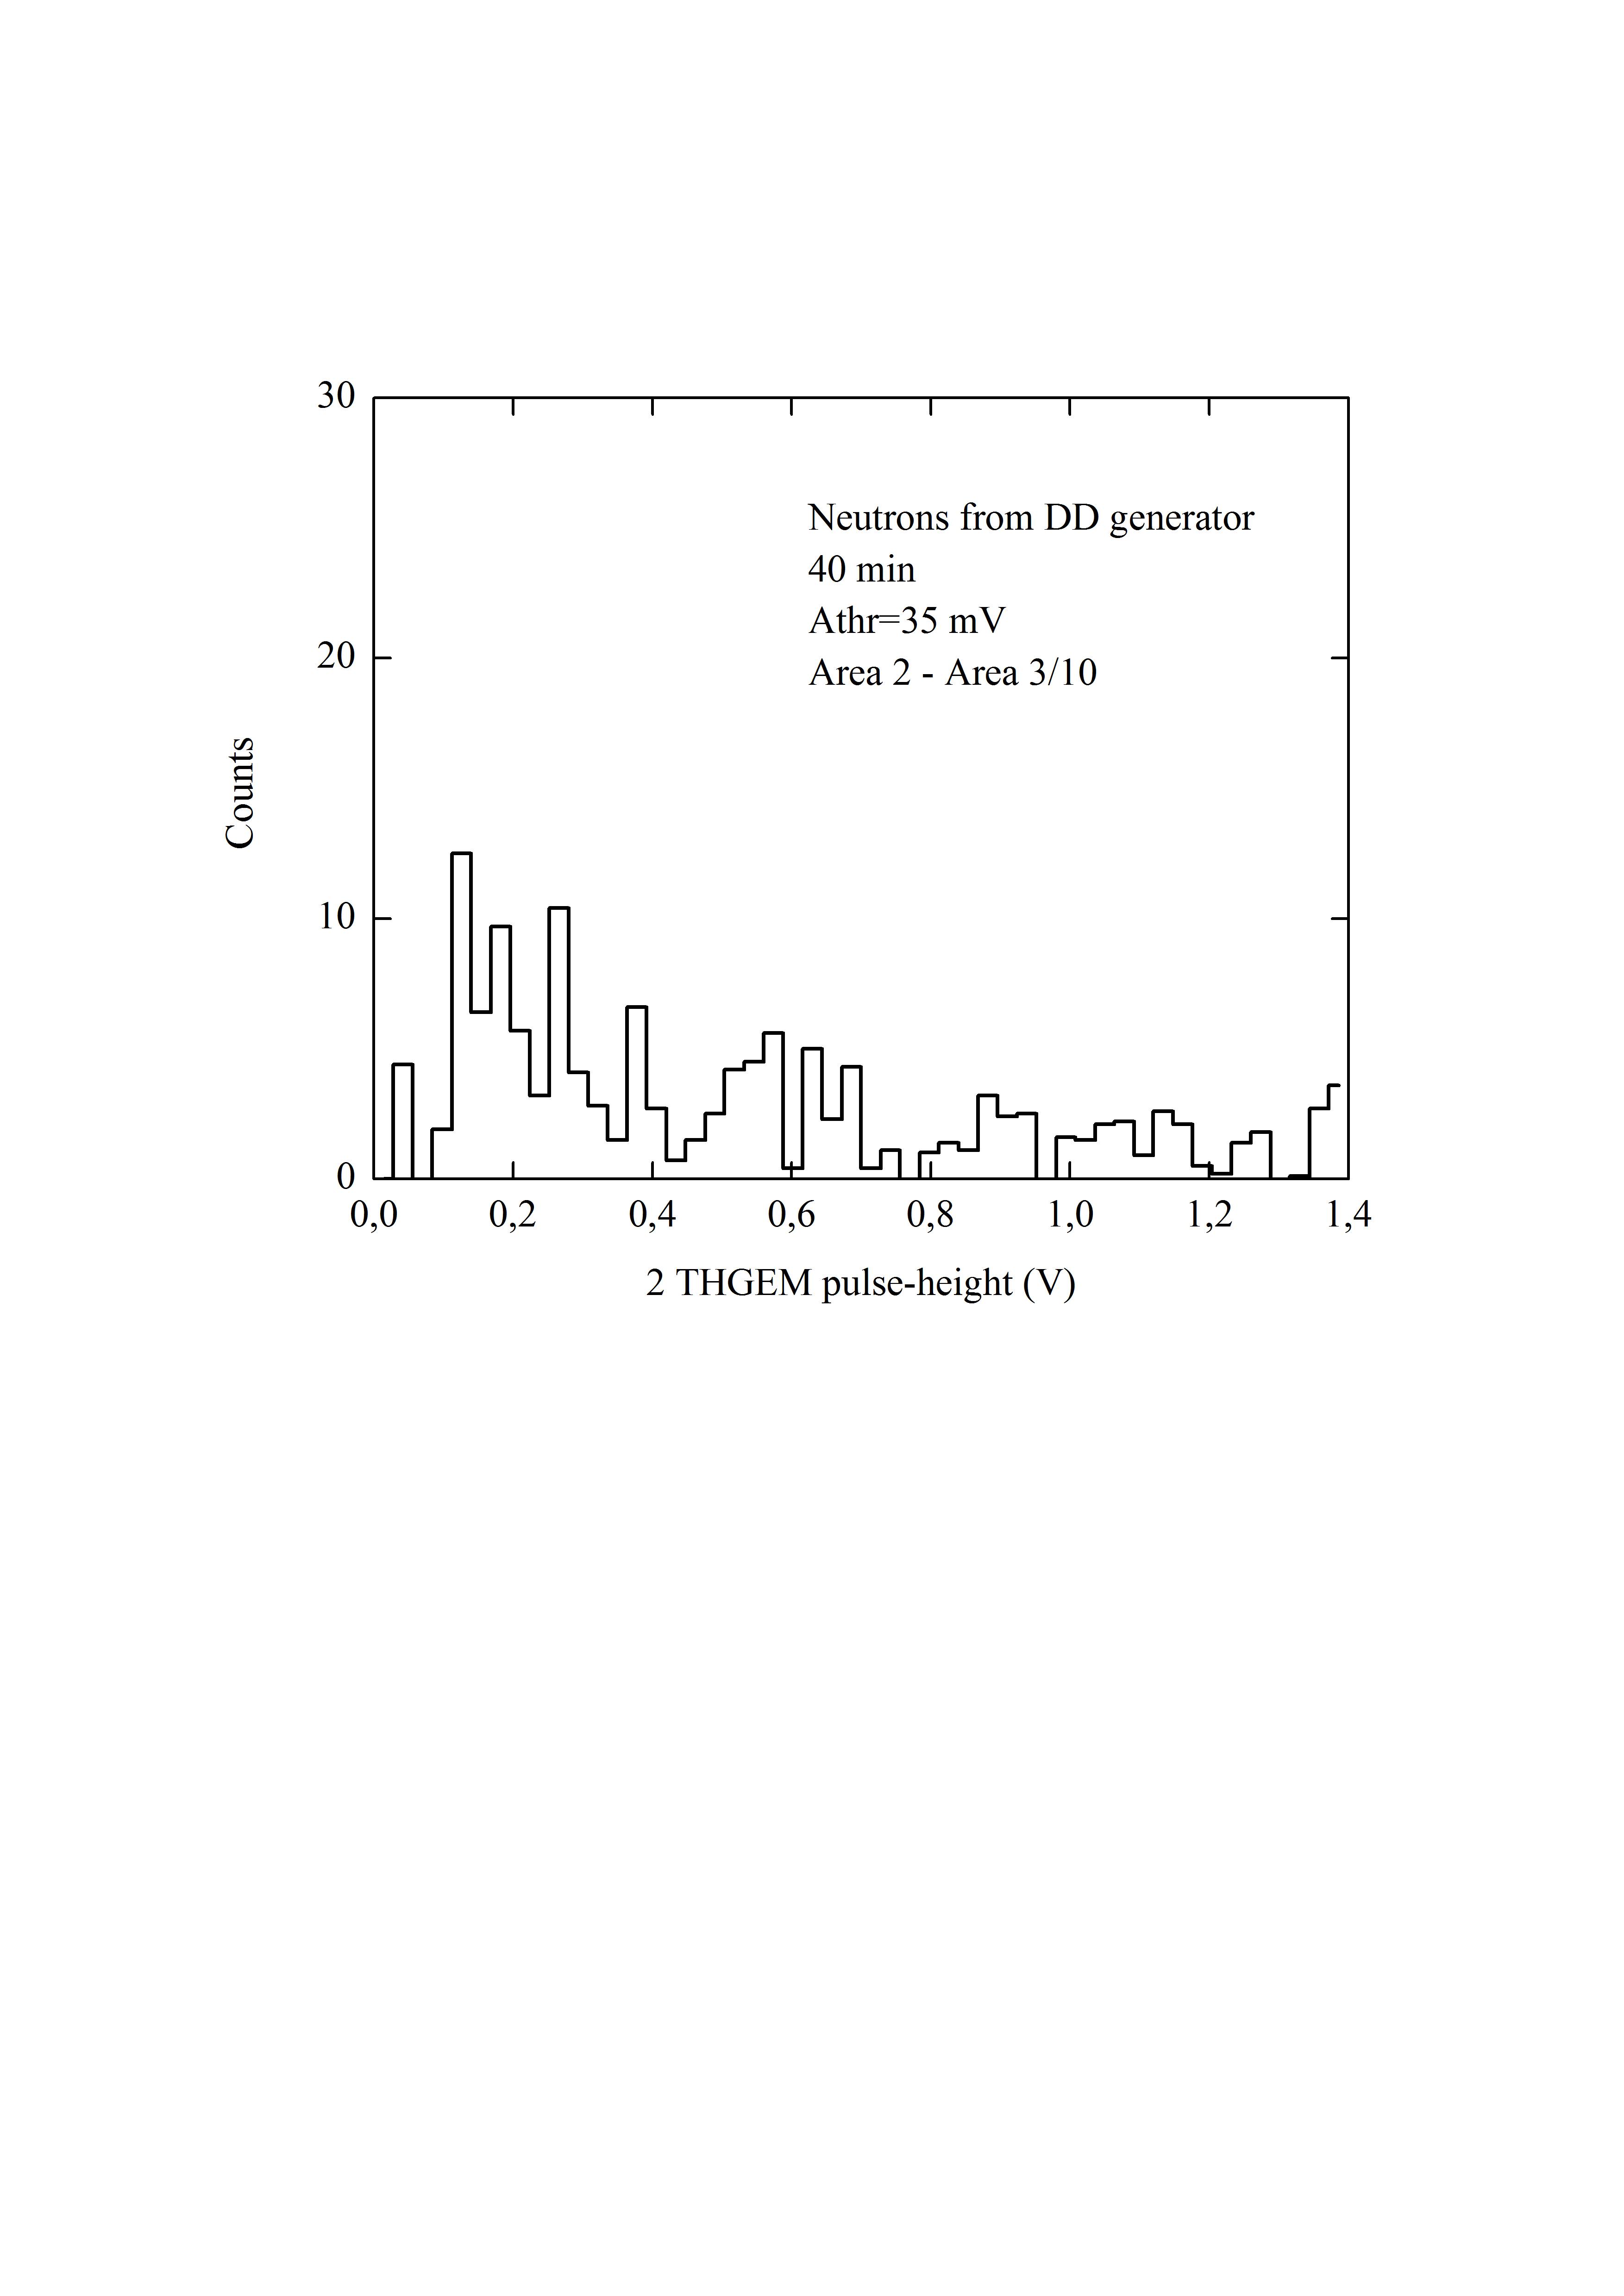 30
Neutrons from DD generator
40 min
Athr=35 mV
20
Area 2 - Area 3/10
Counts
10
0
0,0 0,2 0,4 0,6 0,8 1,0 1,2 1,4
2 THGEM pulse-height (V)